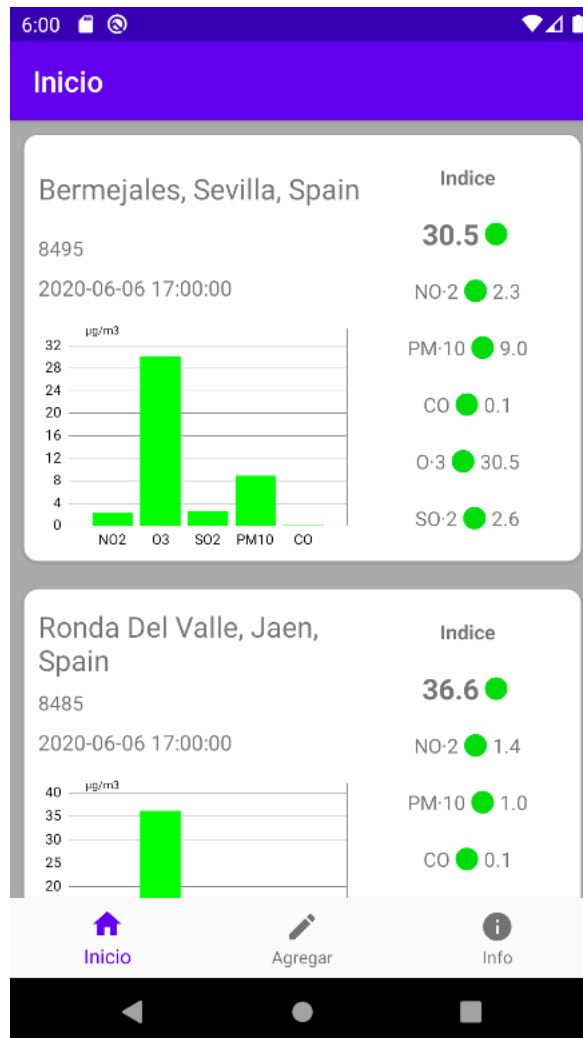 6:00
Inicio
Bermejales, Sevilla, Spain
8495
2020-06-06 17:00:00
µg/m3
32
28
24
20
16
12
8
4
0
NO2 O3 SO2 PM10 CO
Indice
30.5
NO·2 2.3
PM·10 9.0
CO 0.1
O·3 30.5
SO·2 2.6
Ronda Del Valle, Jaen,
Spain
8485
2020-06-06 17:00:00
µg/m3
40
35
30
25
20
Indice
36.6
NO·2 1.4
PM·10 1.0
CO 0.1
Inicio Agregar Info